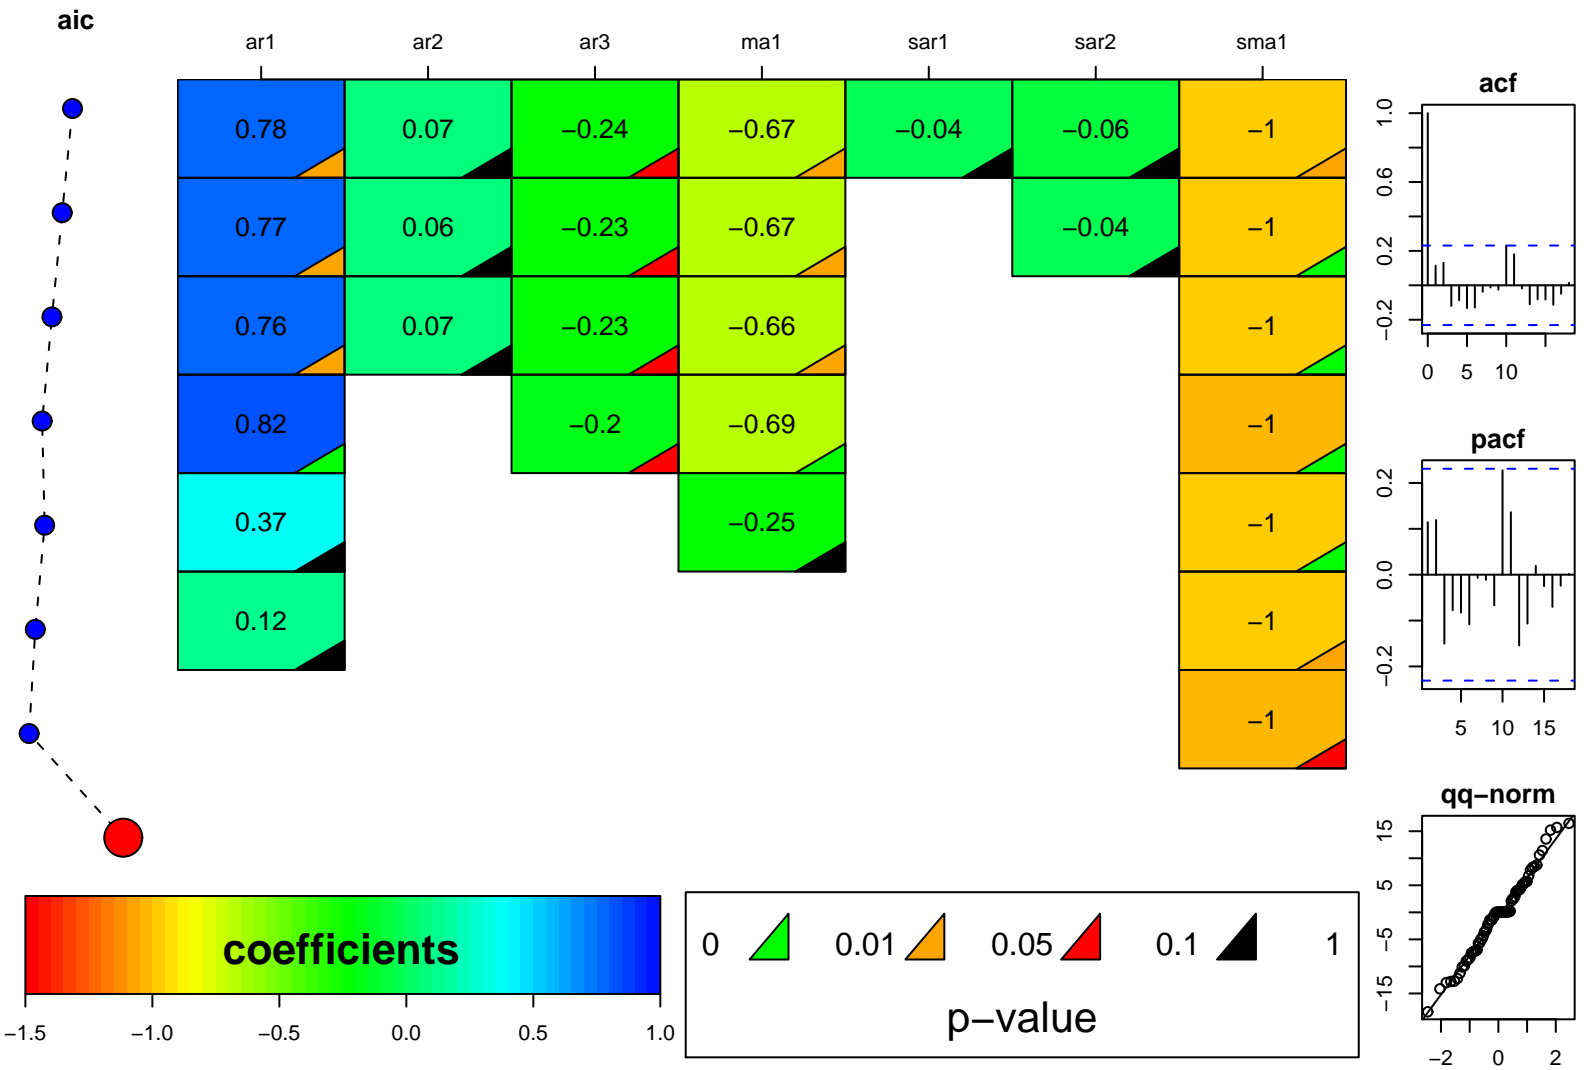 aic
ar1 ar2 ar3 ma1 sar1 sar2 sma1
0.78 0.07 −0.24 −0.67 −0.04 −0.06 −1
0.77 0.06 −0.23 −0.67 −0.04 −1
0.76 0.07 −0.23 −0.66 −1
0.82 −0.2 −0.69 −1
0.37 −0.25 −1
0.12 −1
−1
coefficients
−1.5 −1.0 −0.5 0.0 0.5 1.0
0 0.01 0.05 0.1 1
p−value
acf
1.0
0.6
0.2
−0.2
0 5 10
pacf
0.2
0.0
−0.2
5 10 15
qq−norm
15
5
−5
−15
−2 0 2